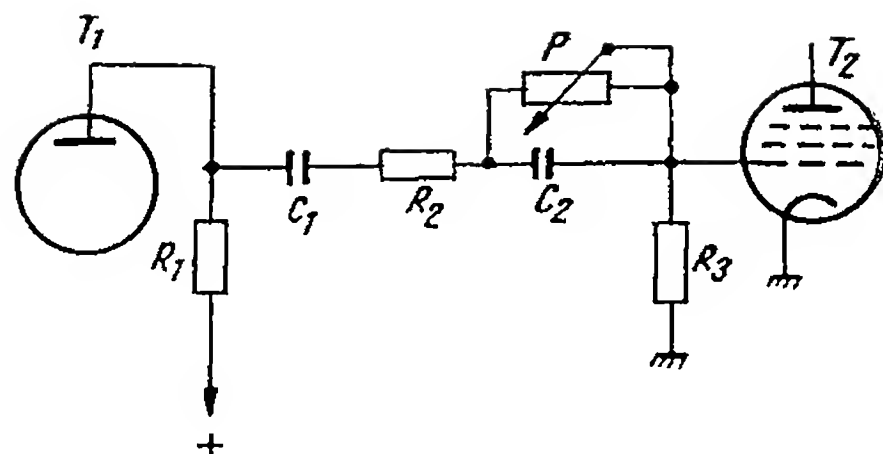 T₁
P
T₂
C₁
R₂
C₂
R₁
R₃
+